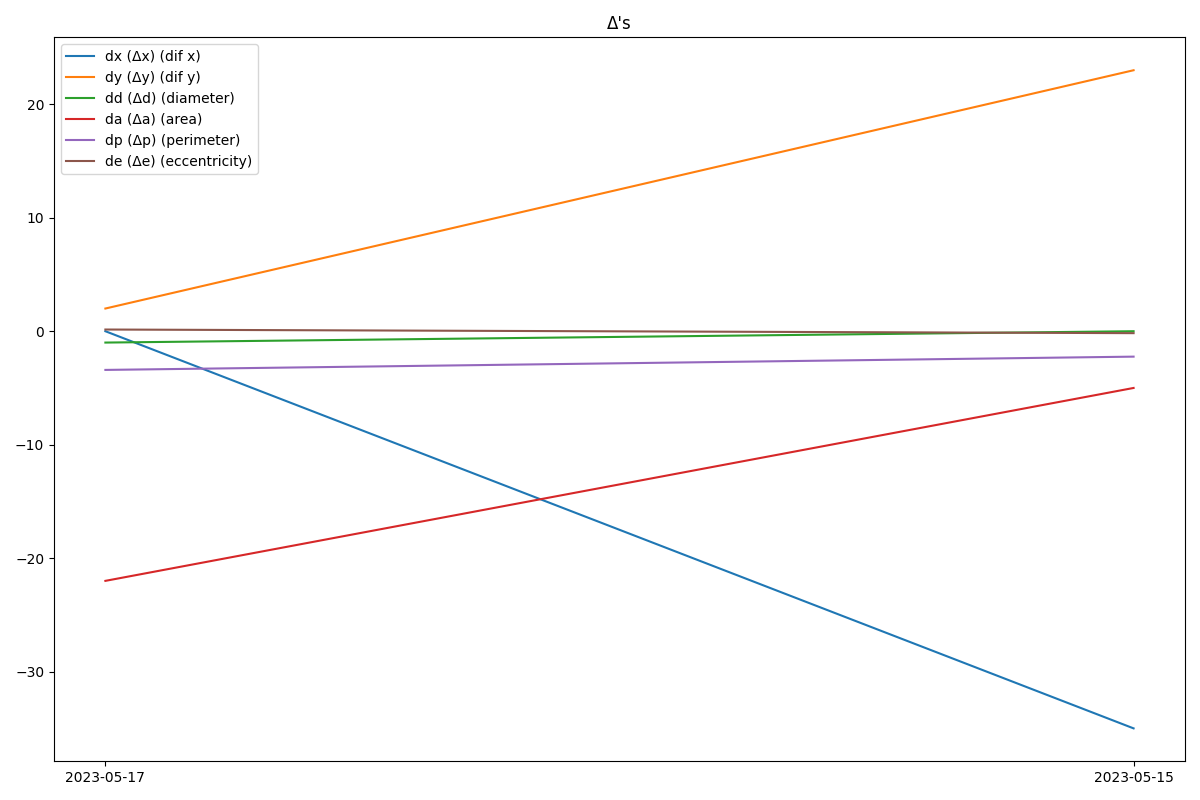 Δ's
dx (Δx) (dif x)
dy (Δy) (dif y)
dd (Δd) (diameter)
da (Δa) (area)
dp (Δp) (perimeter)
de (Δe) (eccentricity)
20
10
0
−10
−20
−30
2023-05-17
2023-05-15